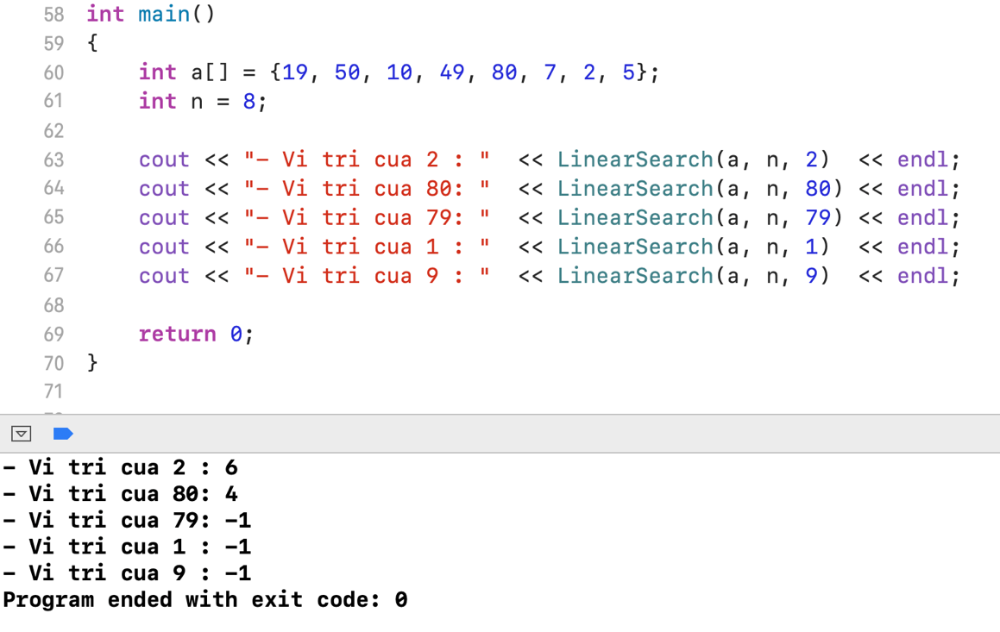 58 int main()
59 {
60     int a[] = {19, 50, 10, 49, 80, 7, 2, 5};
61     int n = 8;
62
63     cout << "- Vi tri cua 2 : "  << LinearSearch(a, n, 2)  << endl;
64     cout << "- Vi tri cua 80: "  << LinearSearch(a, n, 80) << endl;
65     cout << "- Vi tri cua 79: "  << LinearSearch(a, n, 79) << endl;
66     cout << "- Vi tri cua 1 : "  << LinearSearch(a, n, 1)  << endl;
67     cout << "- Vi tri cua 9 : "  << LinearSearch(a, n, 9)  << endl;
68
69     return 0;
70 }
71
- Vi tri cua 2 : 6
- Vi tri cua 80: 4
- Vi tri cua 79: -1
- Vi tri cua 1 : -1
- Vi tri cua 9 : -1
Program ended with exit code: 0